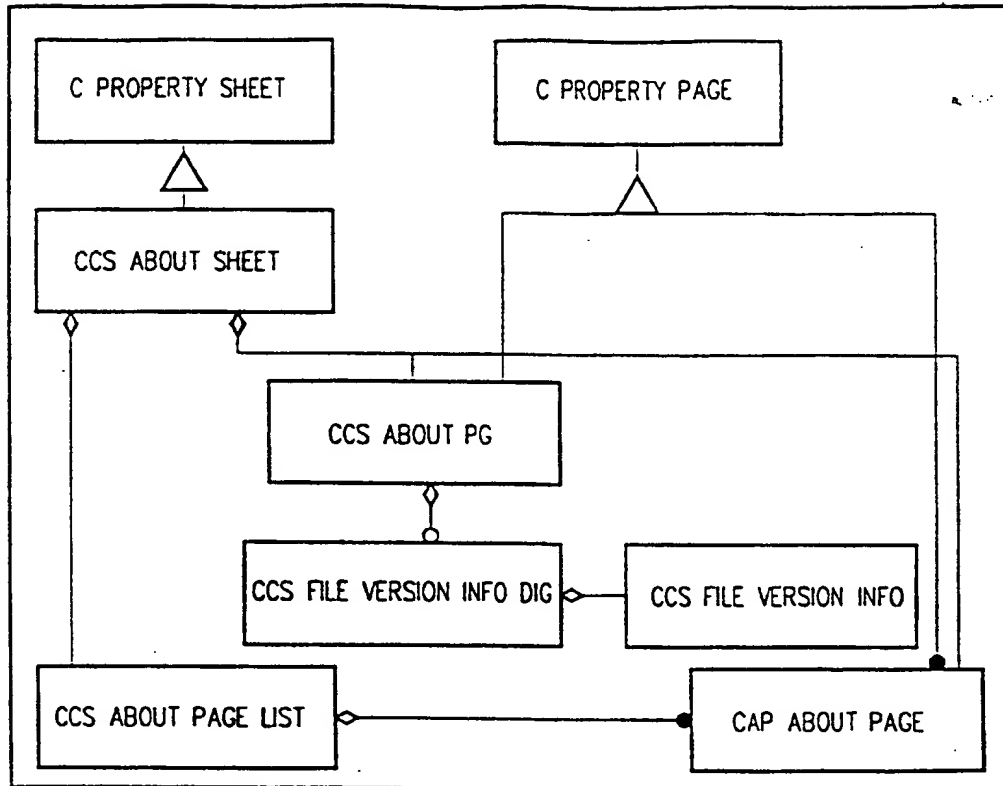 C PROPERTY SHEET
C PROPERTY PAGE
CCS ABOUT SHEET
CCS ABOUT PG
CCS FILE VERSION INFO DIG
CCS FILE VERSION INFO
CCS ABOUT PAGE LIST
CAP ABOUT PAGE